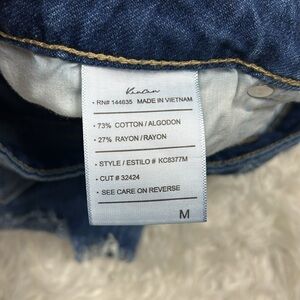 KanCan
• RN# 144635 MADE IN VIETNAM
• 73% COTTON / ALGODON
• 27% RAYON / RAYON
• STYLE / ESTILO # KC8377M
• CUT # 32424
• SEE CARE ON REVERSE
M